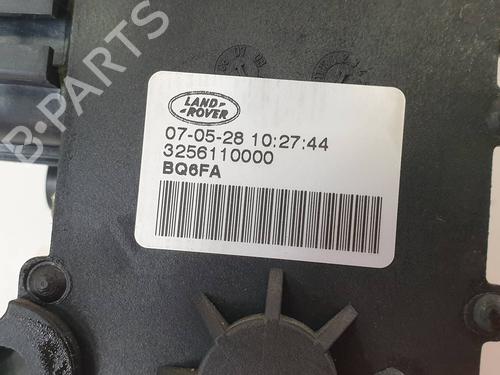 B-PARTS
LAND-
ROVER
07-05-28 10:27:44
3256110000
BQ6FA